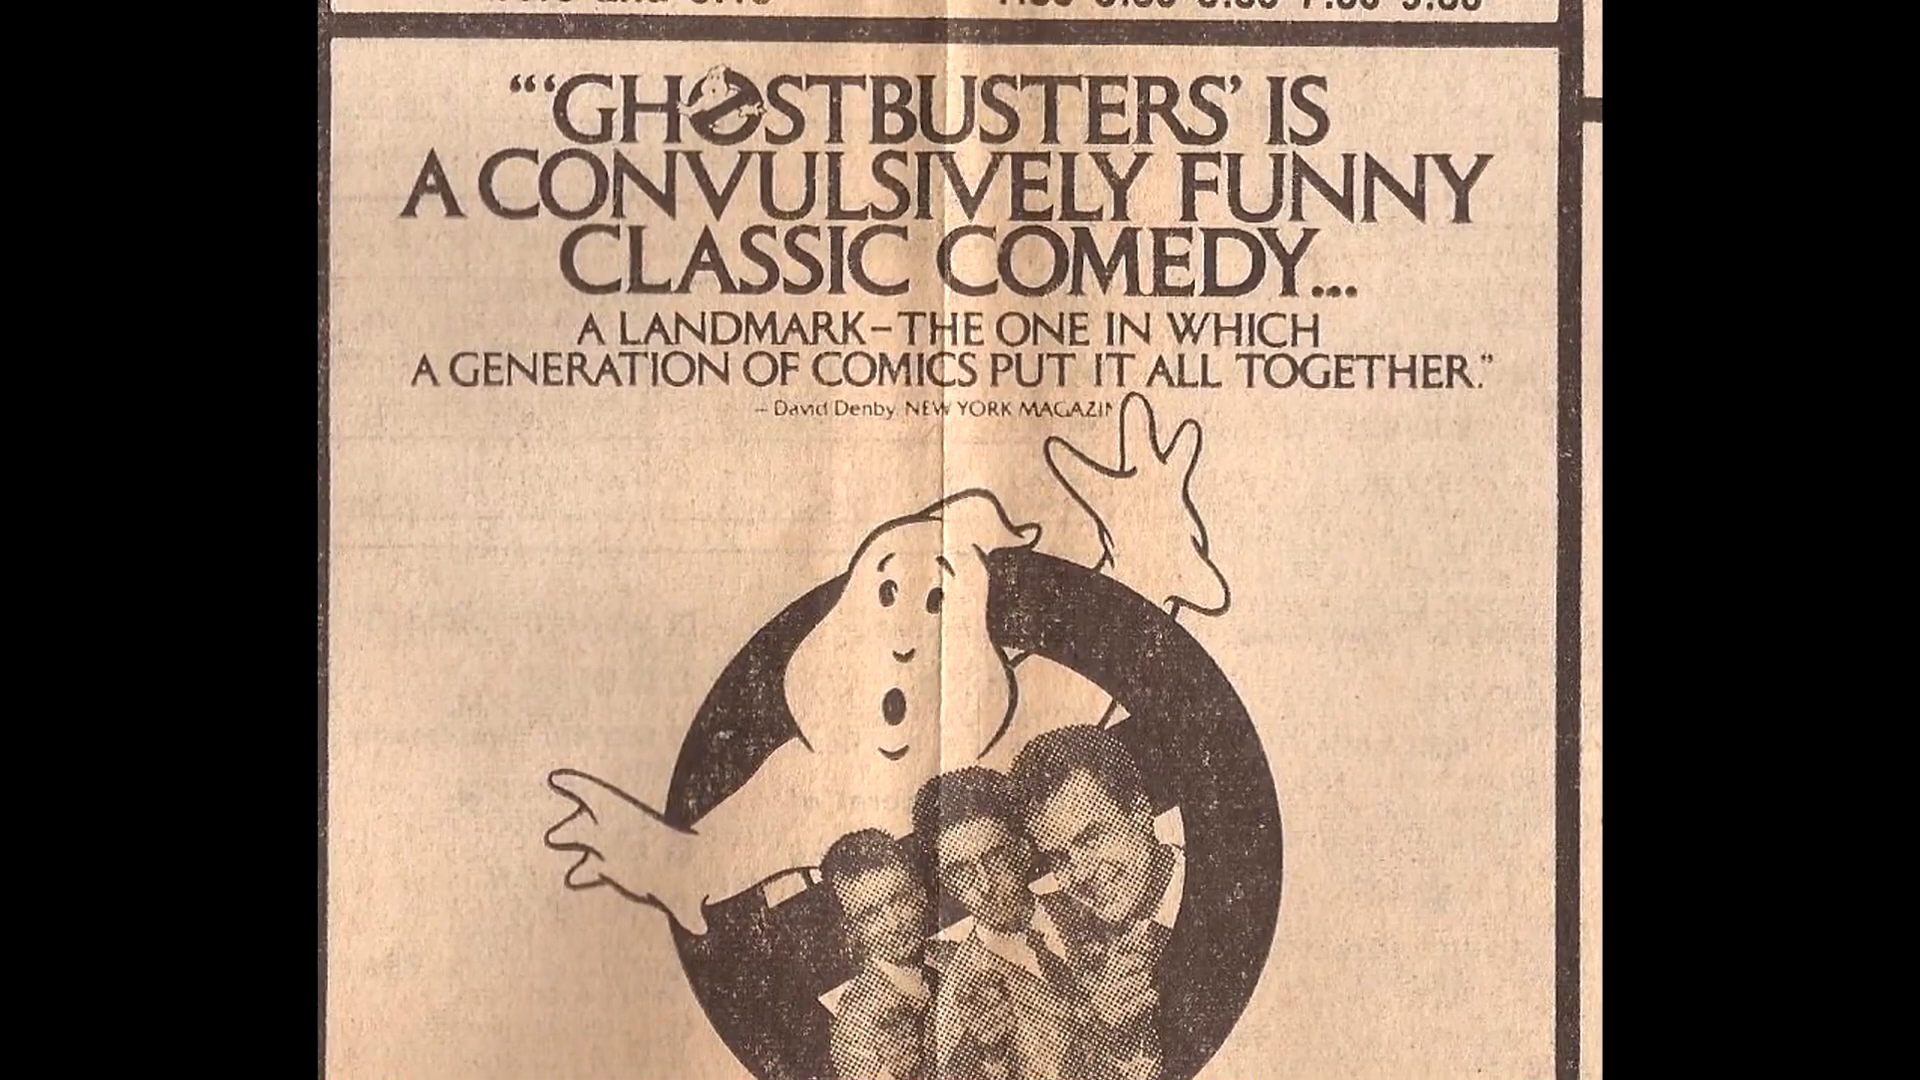 “‘GHOSTBUSTERS’ IS
A CONVULSIVELY FUNNY
CLASSIC COMEDY...
A LANDMARK–THE ONE IN WHICH
A GENERATION OF COMICS PUT IT ALL TOGETHER.”
– David Denby, NEW YORK MAGAZIN